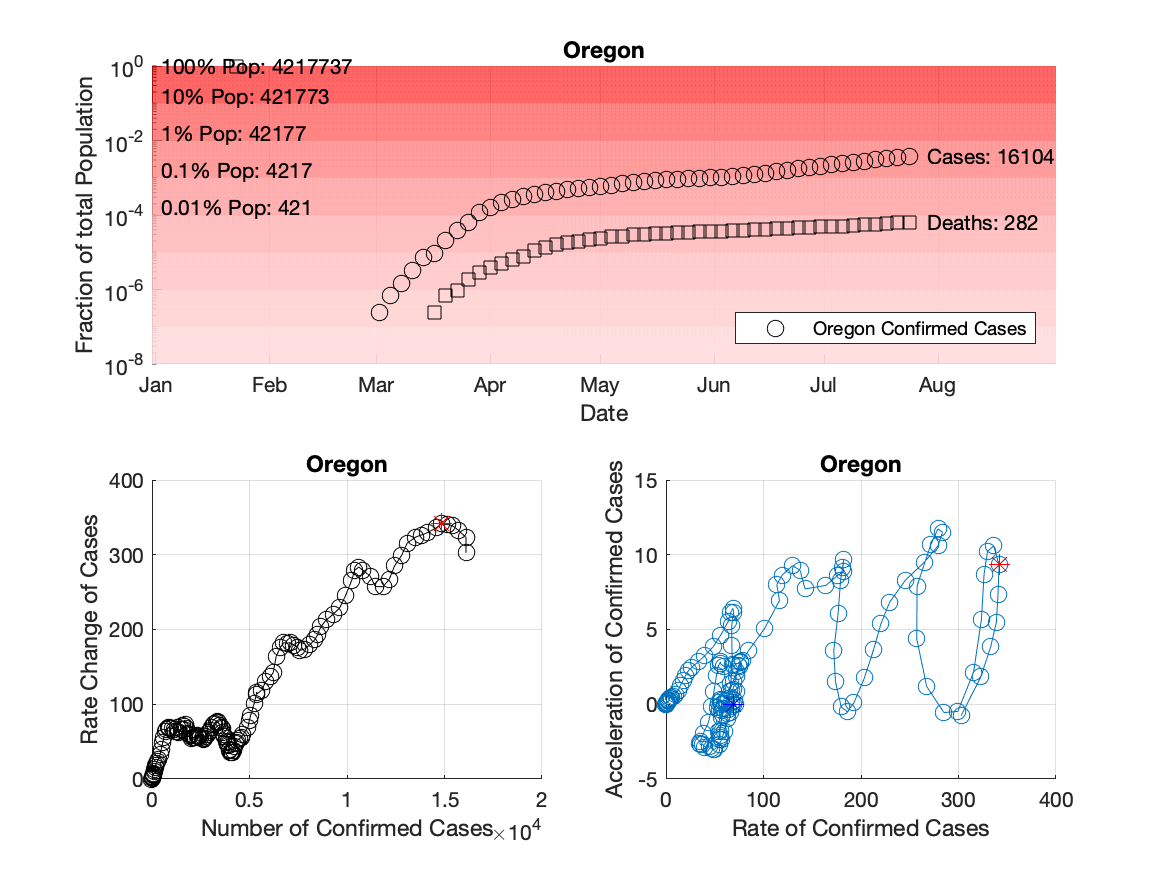 Oregon
Fraction of total Population
10^0
10^-2
10^-4
10^-6
10^-8
100% Pop: 4217737
10% Pop: 421773
1% Pop: 42177
0.1% Pop: 4217
0.01% Pop: 421
Cases: 16104
Deaths: 282
Oregon Confirmed Cases
Jan Feb Mar Apr May Jun Jul Aug
Date
Oregon
Rate Change of Cases
400
300
200
100
0
0 0.5 1 1.5 2
Number of Confirmed Cases ×10^4
Oregon
Acceleration of Confirmed Cases
15
10
5
0
-5
0 100 200 300 400
Rate of Confirmed Cases